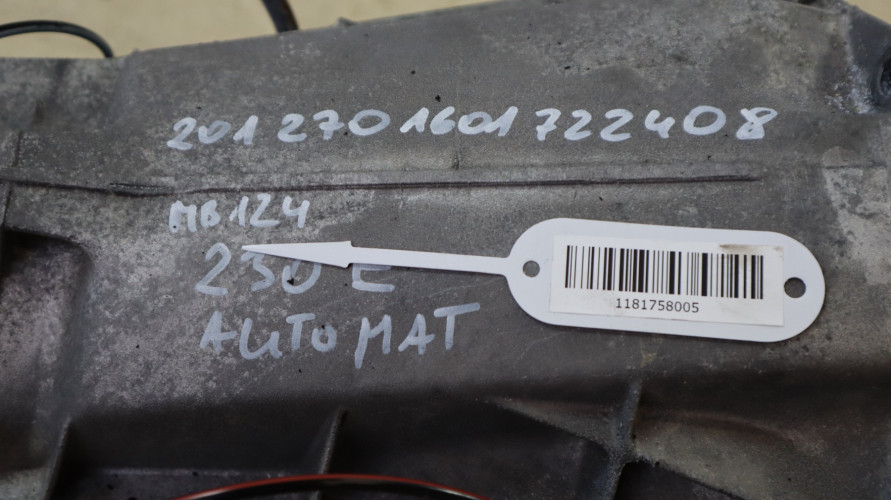 201 270 1601 722408
MB124
230 E
AUTOMAT
1181758005